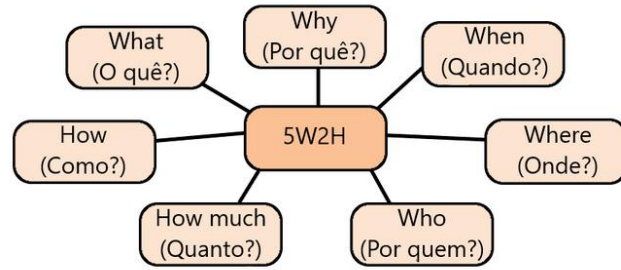 Why
(Por quê?)
What
(O quê?)
When
(Quando?)
5W2H
How
(Como?)
Where
(Onde?)
How much
(Quanto?)
Who
(Por quem?)